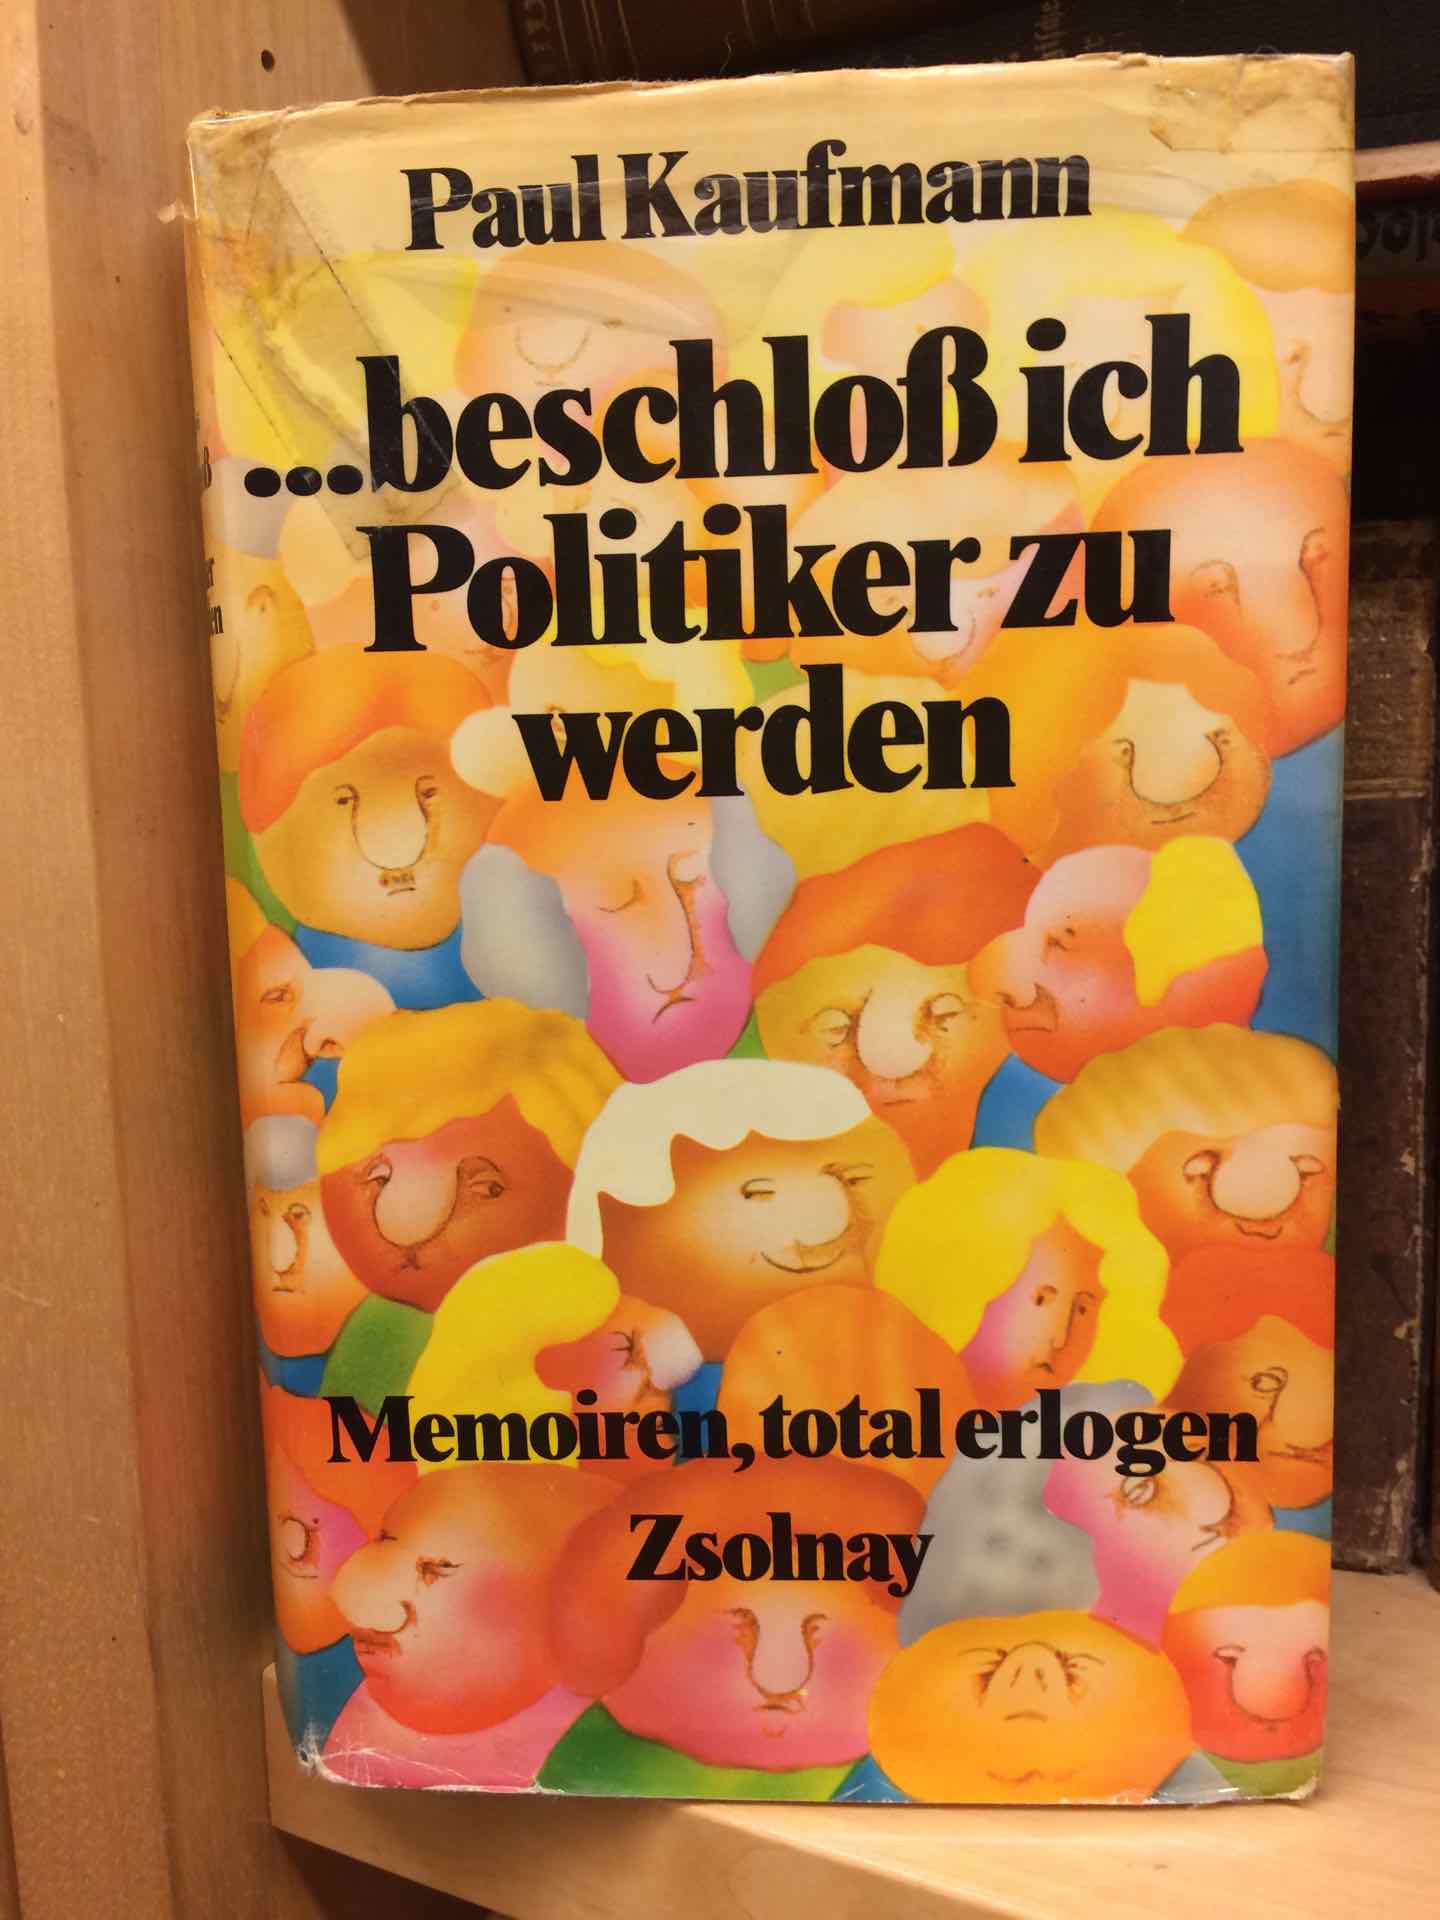 Paul Kaufmann
...beschloß ich
Politiker zu
werden
Memoiren, total erlogen
Zsolnay